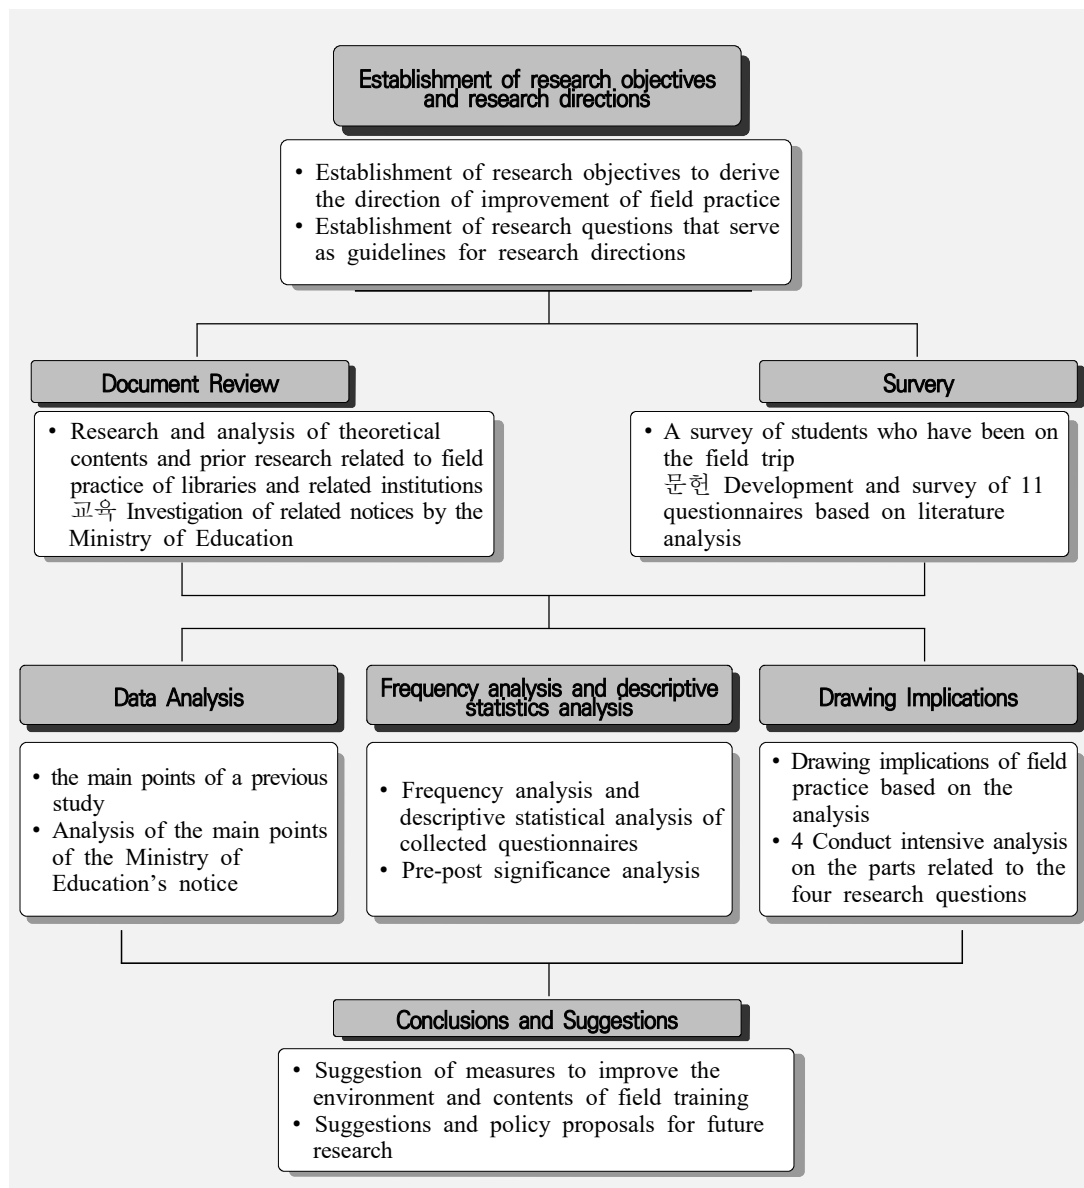 Establishment of research objectives
and research directions
• Establishment of research objectives to derive
the direction of improvement of field practice
• Establishment of research questions that serve
as guidelines for research directions
Document Review
• Research and analysis of theoretical
contents and prior research related to field
practice of libraries and related institutions
교육 Investigation of related notices by the
Ministry of Education
Survery
• A survey of students who have been on
the field trip
문헌 Development and survey of 11
questionnaires based on literature
analysis
Data Analysis
• the main points of a previous
study
• Analysis of the main points
of the Ministry of
Education’s notice
Frequency analysis and descriptive
statistics analysis
• Frequency analysis and
descriptive statistical analysis of
collected questionnaires
• Pre-post significance analysis
Drawing Implications
• Drawing implications of field
practice based on the
analysis
• 4 Conduct intensive analysis
on the parts related to the
four research questions
Conclusions and Suggestions
• Suggestion of measures to improve the
environment and contents of field training
• Suggestions and policy proposals for future
research